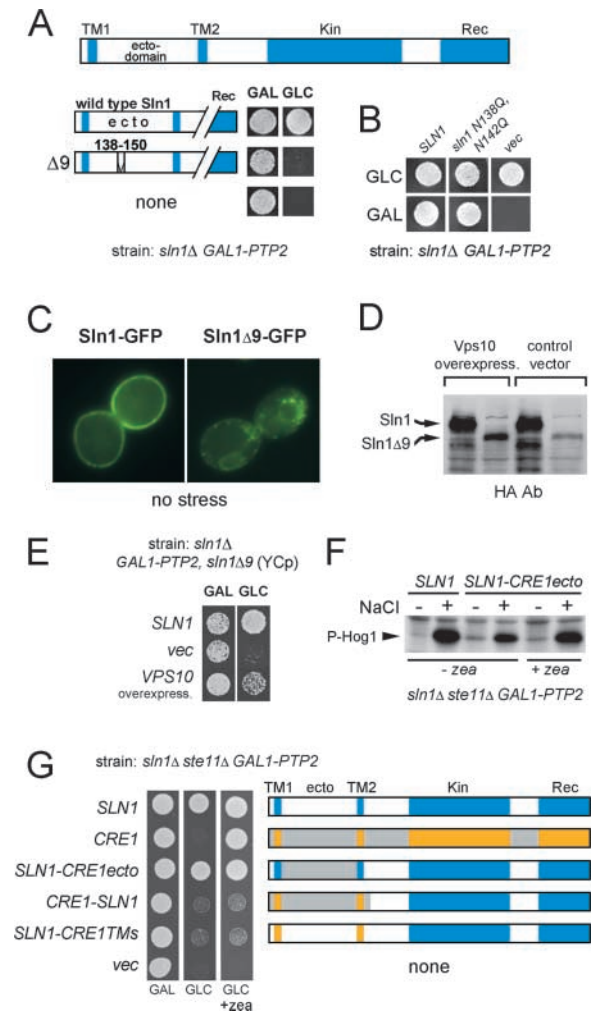 A
TM1 TM2 Kin Rec
ecto-
domain
wild type Sln1 Rec GAL GLC
ecto
Δ9 138-150
none
strain: sln1Δ GAL1-PTP2
B
SLN1 sln1 N138Q, N142Q vec
GLC
GAL
strain: sln1Δ GAL1-PTP2
C
Sln1-GFP Sln1Δ9-GFP
no stress
D
Vps10 overexpress. control vector
Sln1
Sln1Δ9
HA Ab
E
strain: sln1Δ
GAL1-PTP2, sln1Δ9 (YCp)
GAL GLC
SLN1
vec
VPS10
overexpress.
F
SLN1 SLN1-CRE1ecto
NaCl - + - + - +
P-Hog1
- zea + zea
sln1Δ ste11Δ GAL1-PTP2
G
strain: sln1Δ ste11Δ GAL1-PTP2
TM1 ecto TM2 Kin Rec
SLN1
CRE1
SLN1-CRE1ecto
CRE1-SLN1
SLN1-CRE1TMs
vec none
GAL GLC GLC
+zea